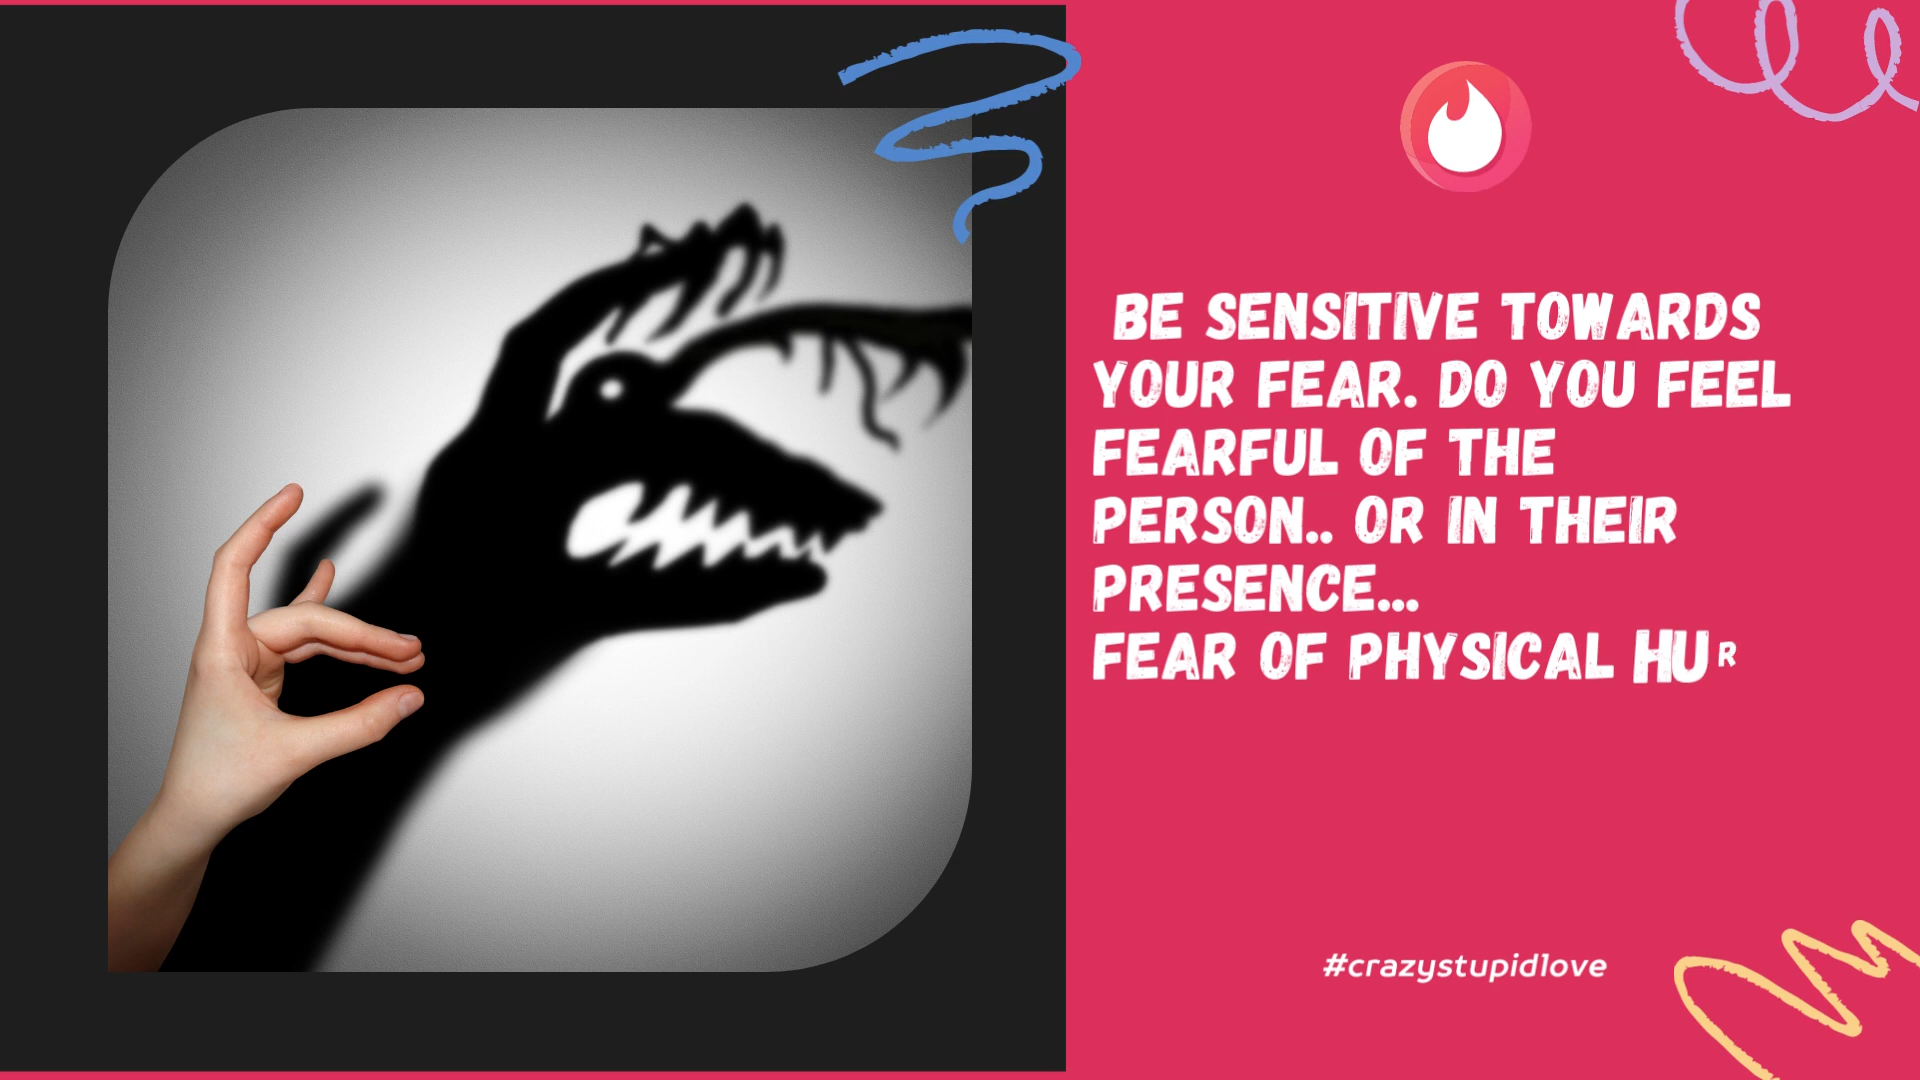 BE SENSITIVE TOWARDS
YOUR FEAR. DO YOU FEEL
FEARFUL OF THE
PERSON.. OR IN THEIR
PRESENCE...
FEAR OF PHYSICAL HUR
#crazystupidlove